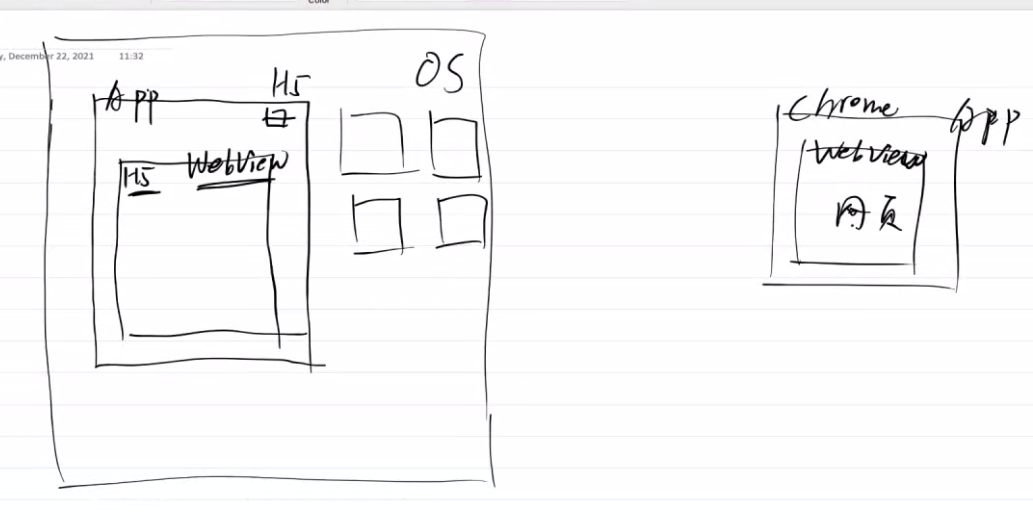 Color
y, December 22, 2021 11:32
OS
H5
App
H5 WebView
Chrome App
WebView
网页